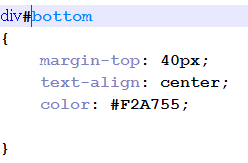 div#bottom
{
margin-top: 40px;
text-align: center;
color: #F2A755;
}